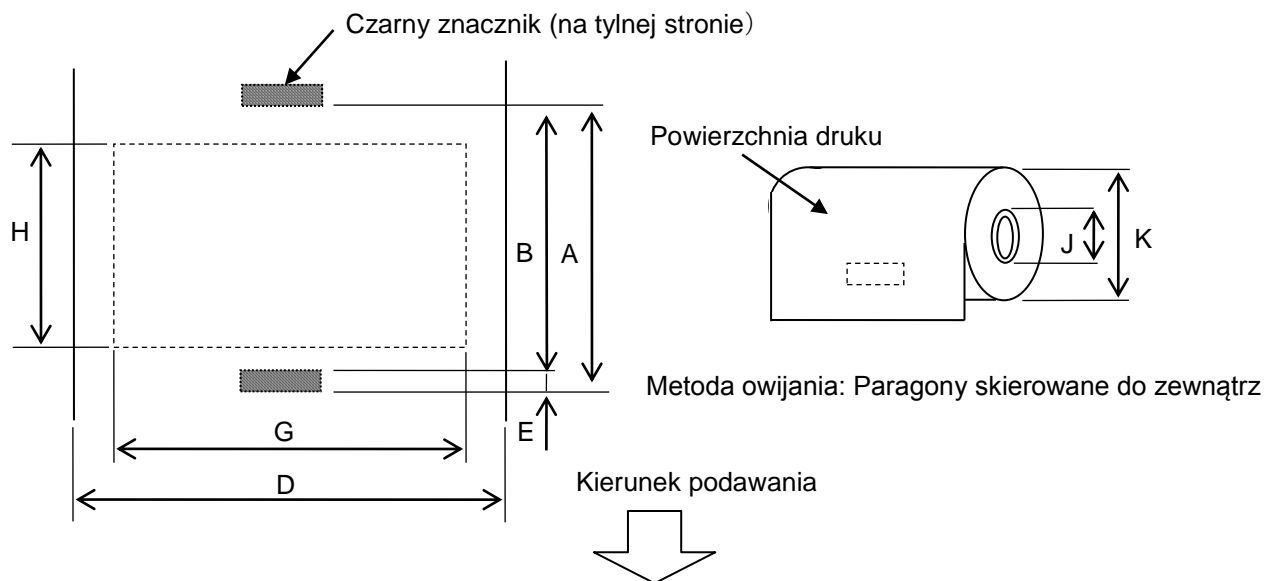 Czarny znacznik (na tylnej stronie）
Powierzchnia druku
H
B
A
J
K
Metoda owijania: Paragony skierowane do zewnątrz
E
G
D
Kierunek podawania